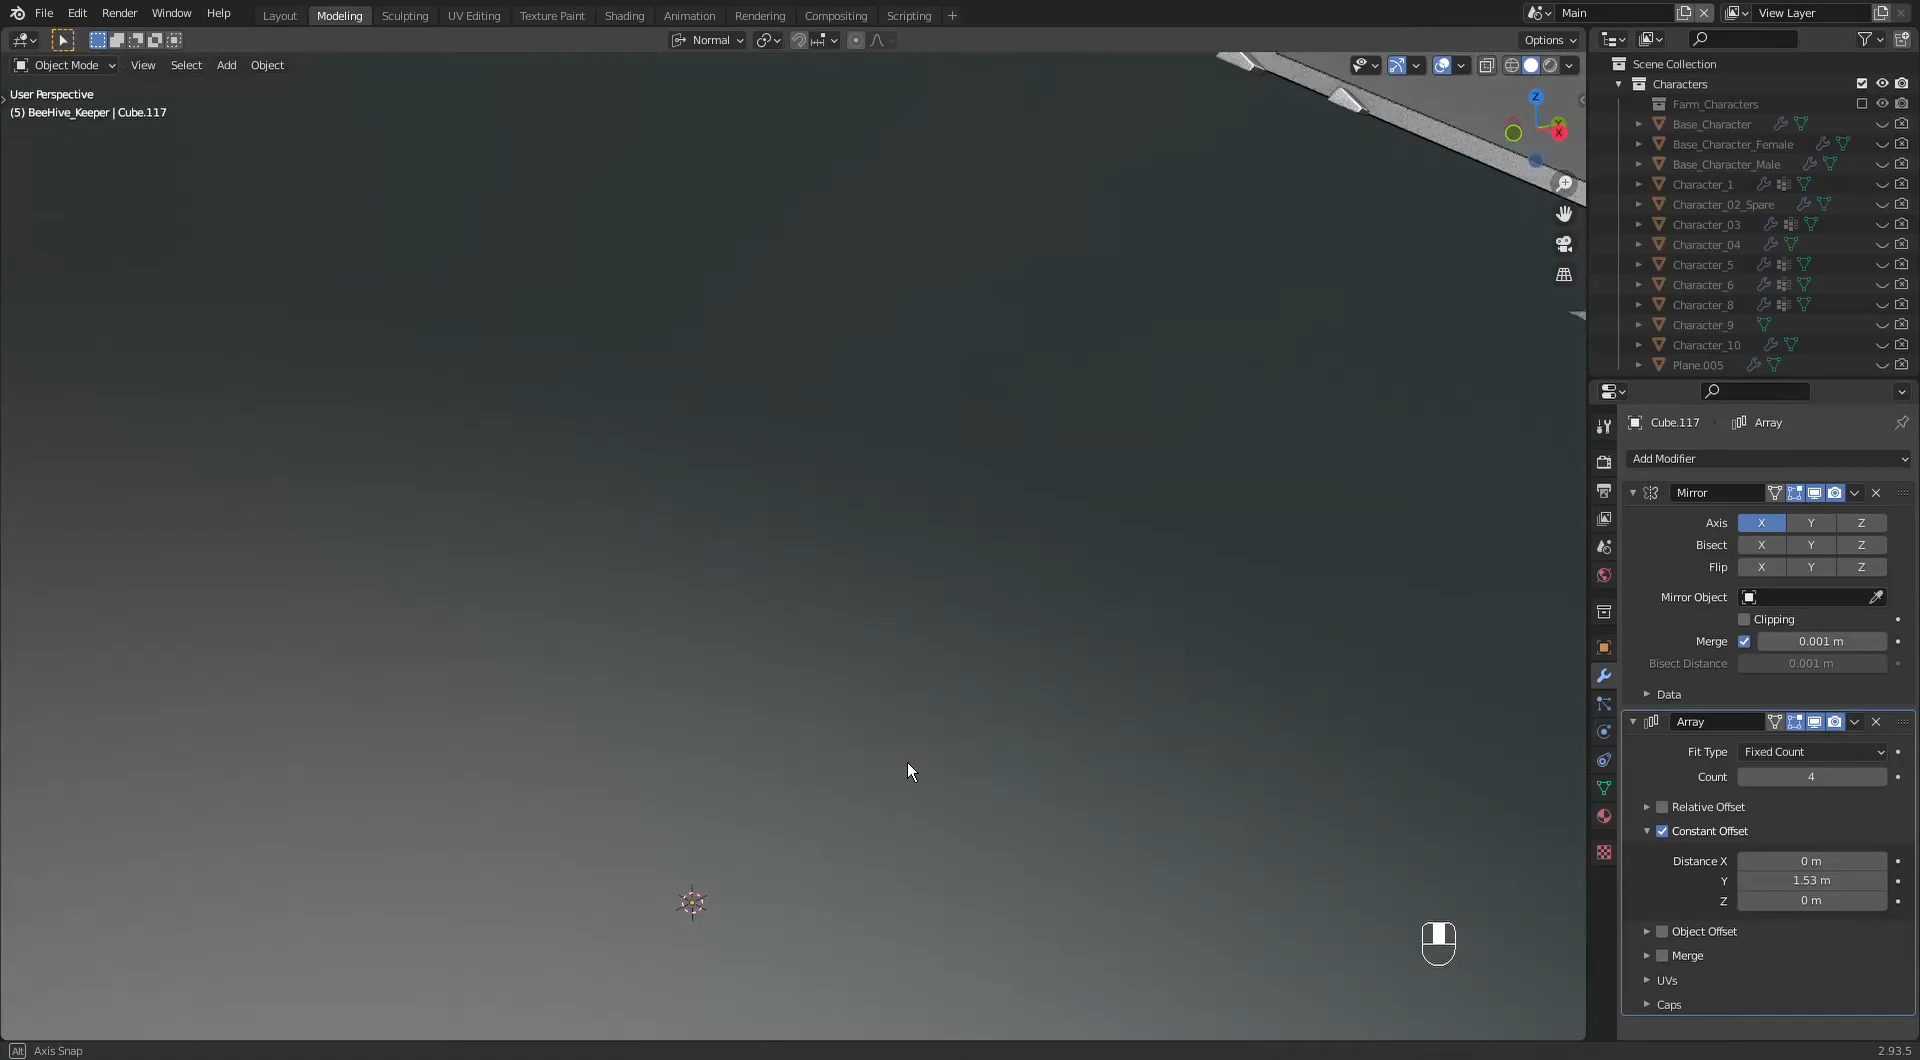 File Edit Render Window Help
Layout Modeling Sculpting UV Editing Texture Paint Shading Animation Rendering Compositing Scripting +
Main
View Layer
Normal
Options
Object Mode View Select Add Object
User Perspective
(5) BeeHive_Keeper | Cube.117
Z
Y
X
Scene Collection
Characters
Farm_Characters
Base_Character
Base_Character_Female
Base_Character_Male
Character_1
Character_02_Spare
Character_03
Character_04
Character_5
Character_6
Character_8
Character_9
Character_10
Plane.005
Cube.117 Array
Add Modifier
Mirror
Axis X Y Z
Bisect X Y Z
Flip X Y Z
Mirror Object
Clipping
Merge 0.001 m
Bisect Distance 0.001 m
Data
Array
Fit Type Fixed Count
Count 4
Relative Offset
Constant Offset
Distance X 0 m
Y 1.53 m
Z 0 m
Object Offset
Merge
UVs
Caps
Alt Axis Snap
2.93.5